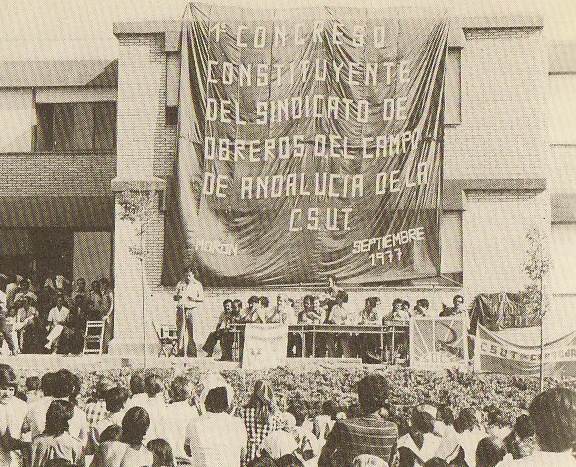 1º CONGRESO
CONSTITUYENTE
DEL SINDICATO DE
OBREROS DEL CAMPO
DE ANDALUCIA DE LA
C.S.U.T.
MORON SEPTIEMBRE
1977
C.S.U.T.